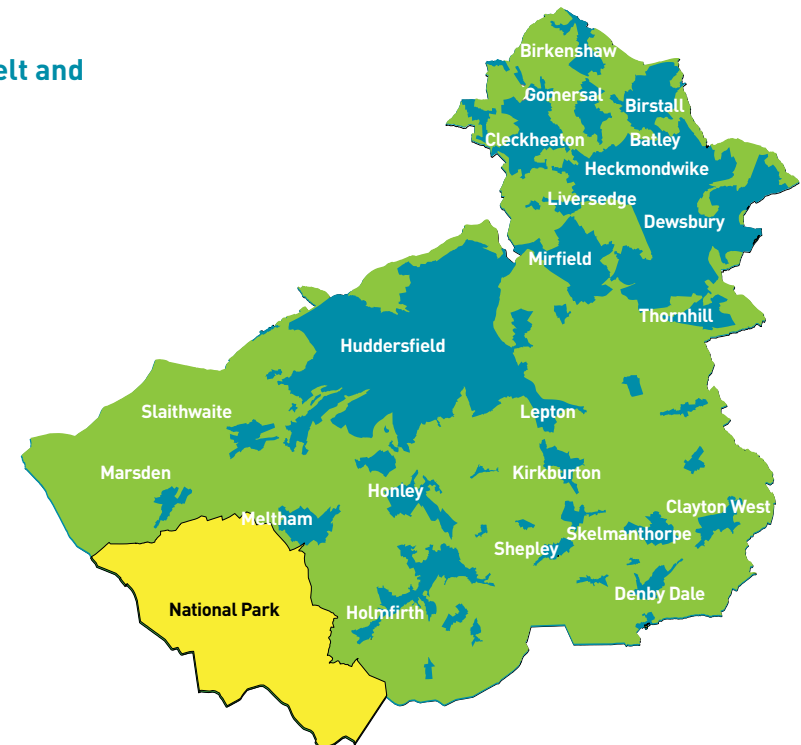 elt and
Birkenshaw
Gomersal
Birstall
Cleckheaton
Batley
Heckmondwike
Liversedge
Dewsbury
Mirfield
Thornhill
Huddersfield
Slaithwaite
Lepton
Marsden
Kirkburton
Honley
Clayton West
Meltham
Skelmanthorpe
Shepley
Denby Dale
National Park
Holmfirth